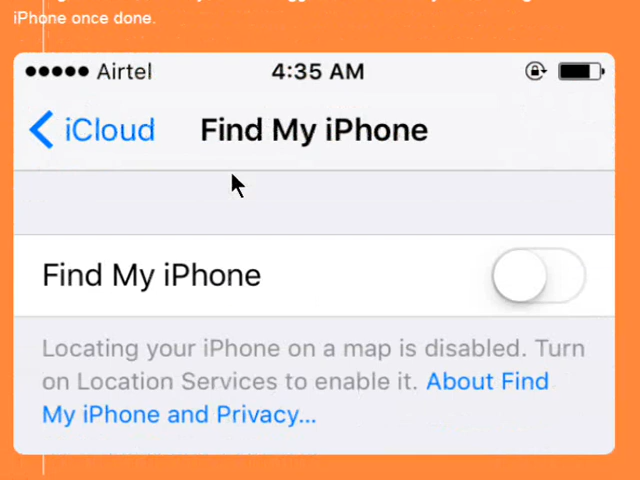 iPhone once done.
Airtel 4:35 AM
iCloud Find My iPhone
Find My iPhone
Locating your iPhone on a map is disabled. Turn
on Location Services to enable it. About Find
My iPhone and Privacy...